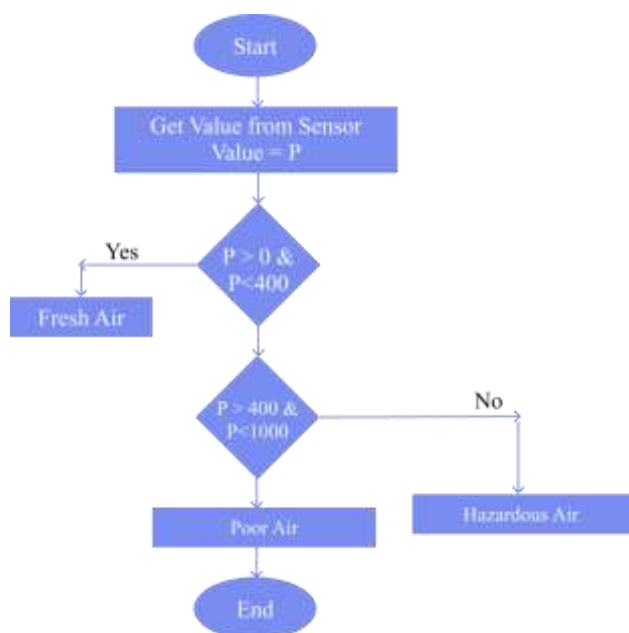 Start
Get Value from Sensor
Value = P
Yes
P > 0 &
P<400
Fresh Air
P > 400 &
P<1000
No
Poor Air
Hazardous Air
End